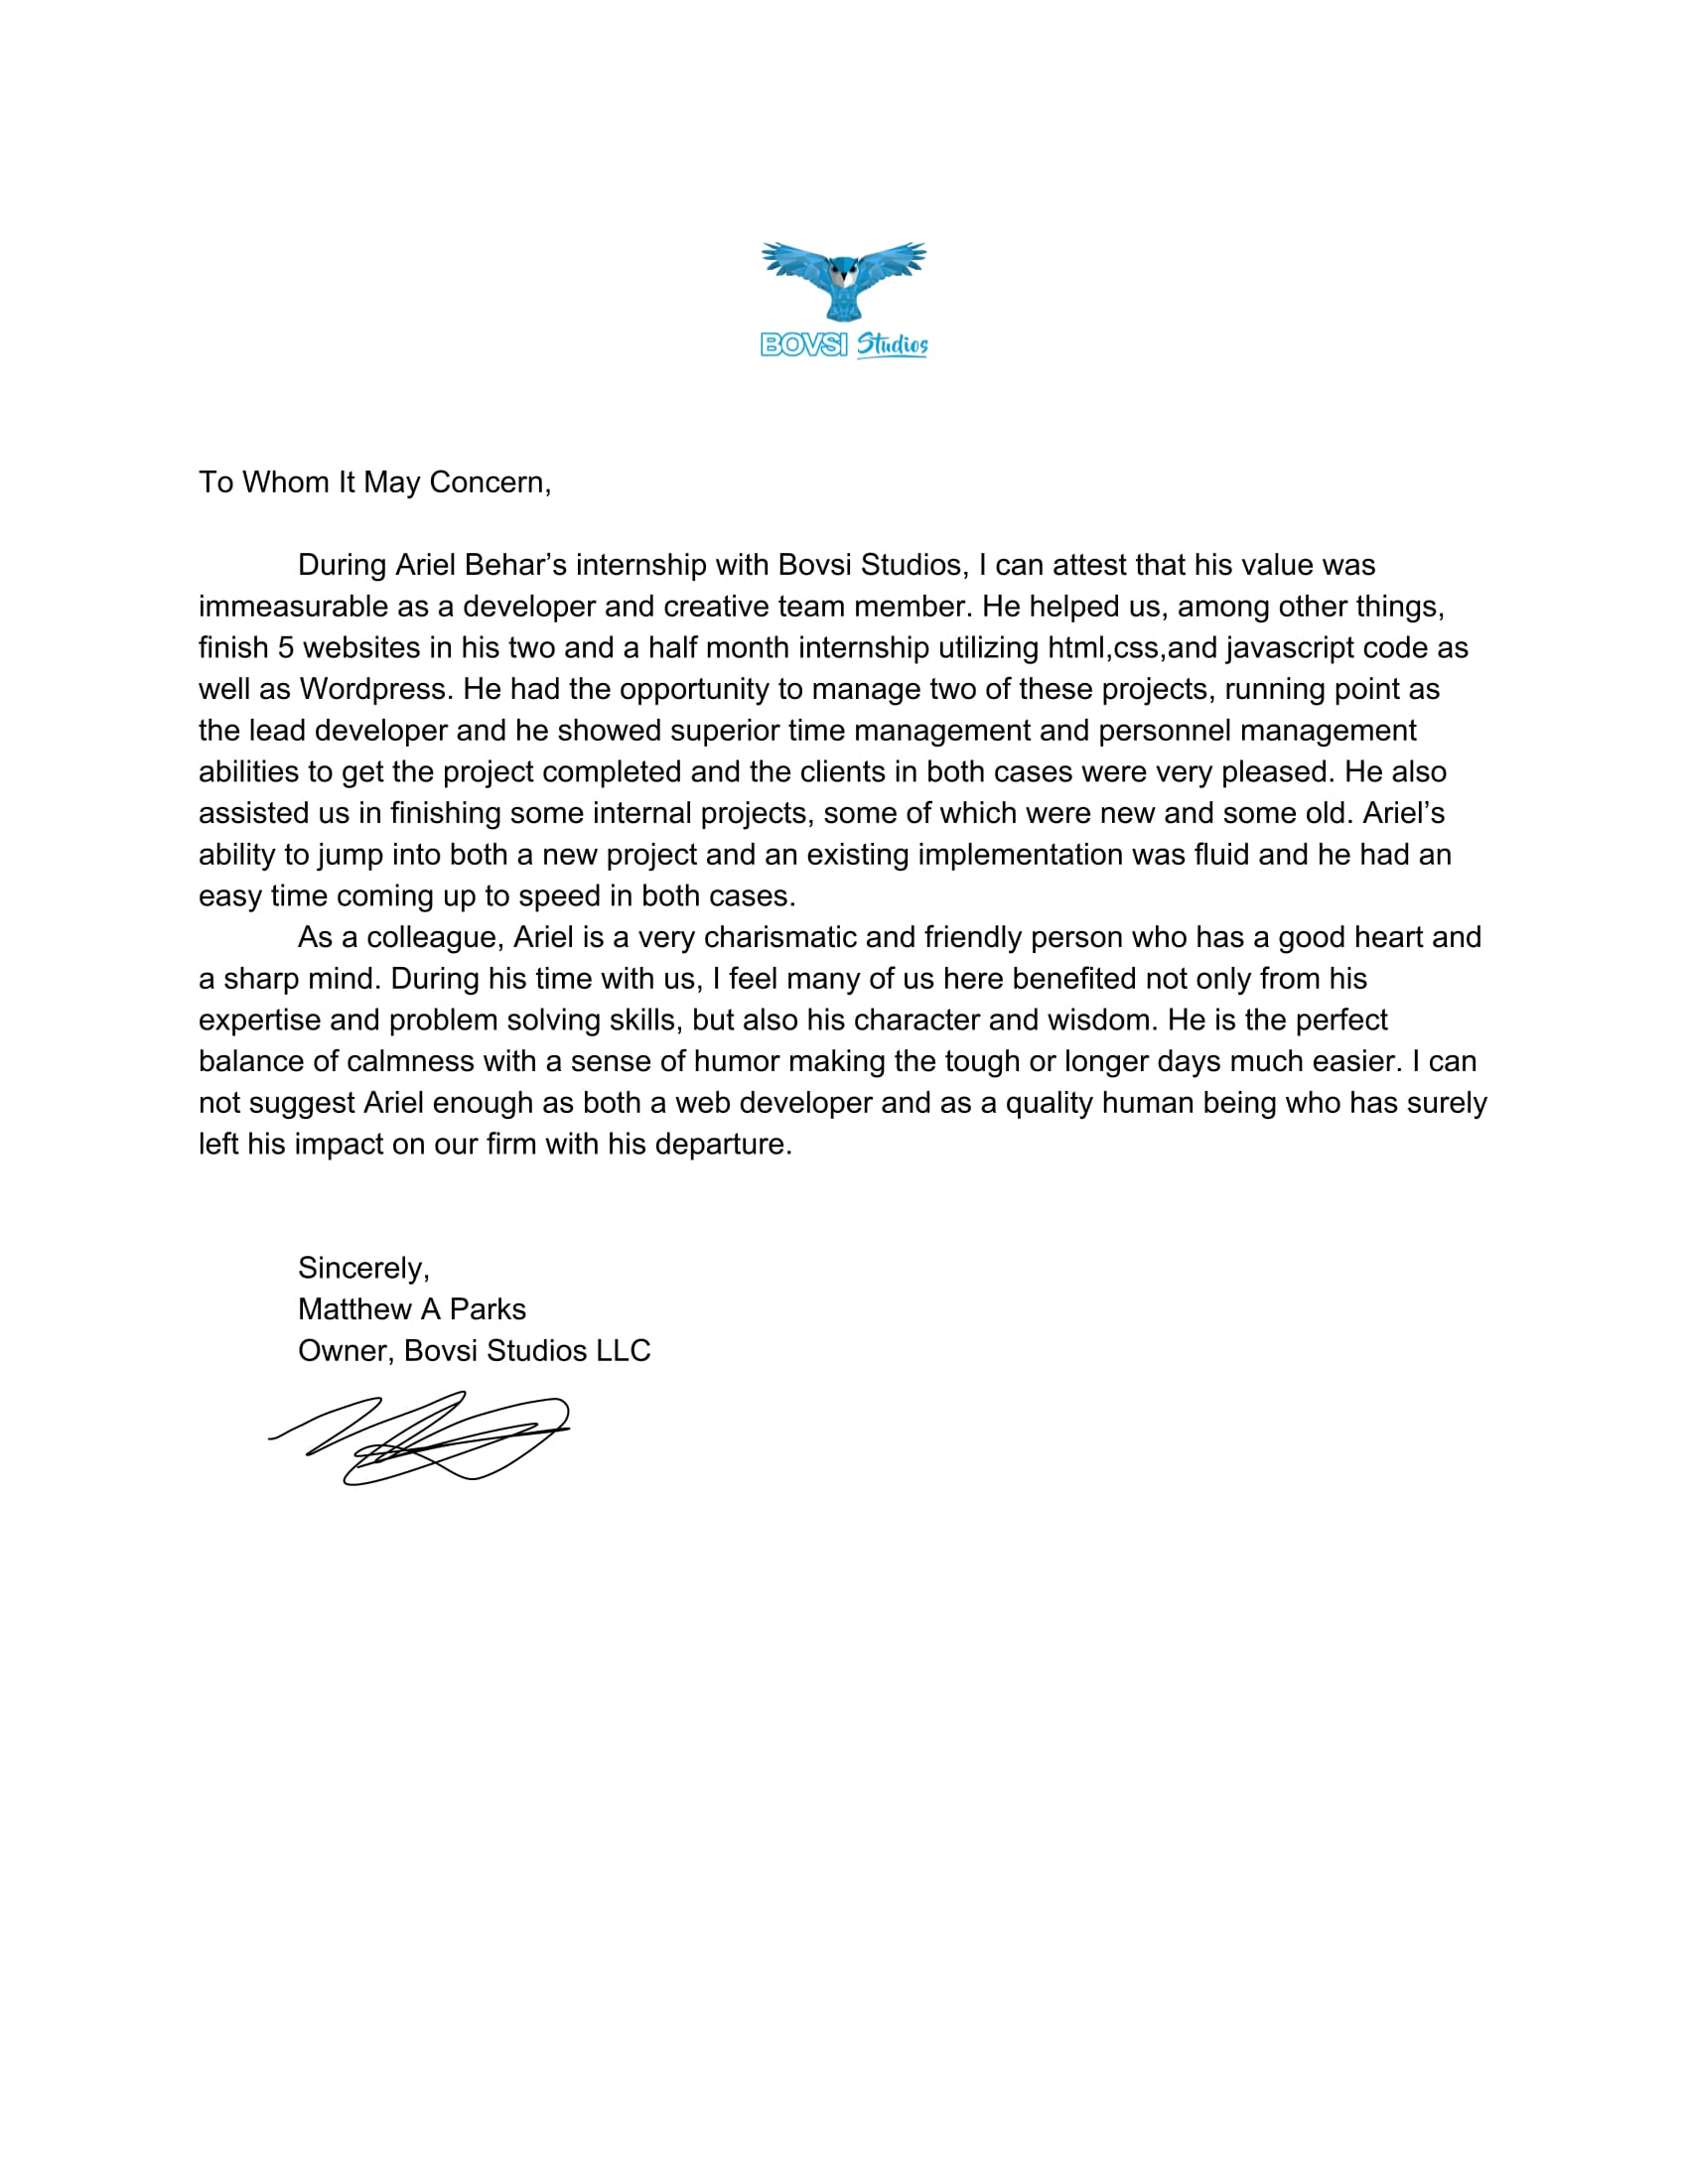 BOVSI Studios
To Whom It May Concern,
During Ariel Behar’s internship with Bovsi Studios, I can attest that his value was
immeasurable as a developer and creative team member. He helped us, among other things,
finish 5 websites in his two and a half month internship utilizing html,css,and javascript code as
well as Wordpress. He had the opportunity to manage two of these projects, running point as
the lead developer and he showed superior time management and personnel management
abilities to get the project completed and the clients in both cases were very pleased. He also
assisted us in finishing some internal projects, some of which were new and some old. Ariel’s
ability to jump into both a new project and an existing implementation was fluid and he had an
easy time coming up to speed in both cases.
As a colleague, Ariel is a very charismatic and friendly person who has a good heart and
a sharp mind. During his time with us, I feel many of us here benefited not only from his
expertise and problem solving skills, but also his character and wisdom. He is the perfect
balance of calmness with a sense of humor making the tough or longer days much easier. I can
not suggest Ariel enough as both a web developer and as a quality human being who has surely
left his impact on our firm with his departure.
Sincerely,
Matthew A Parks
Owner, Bovsi Studios LLC